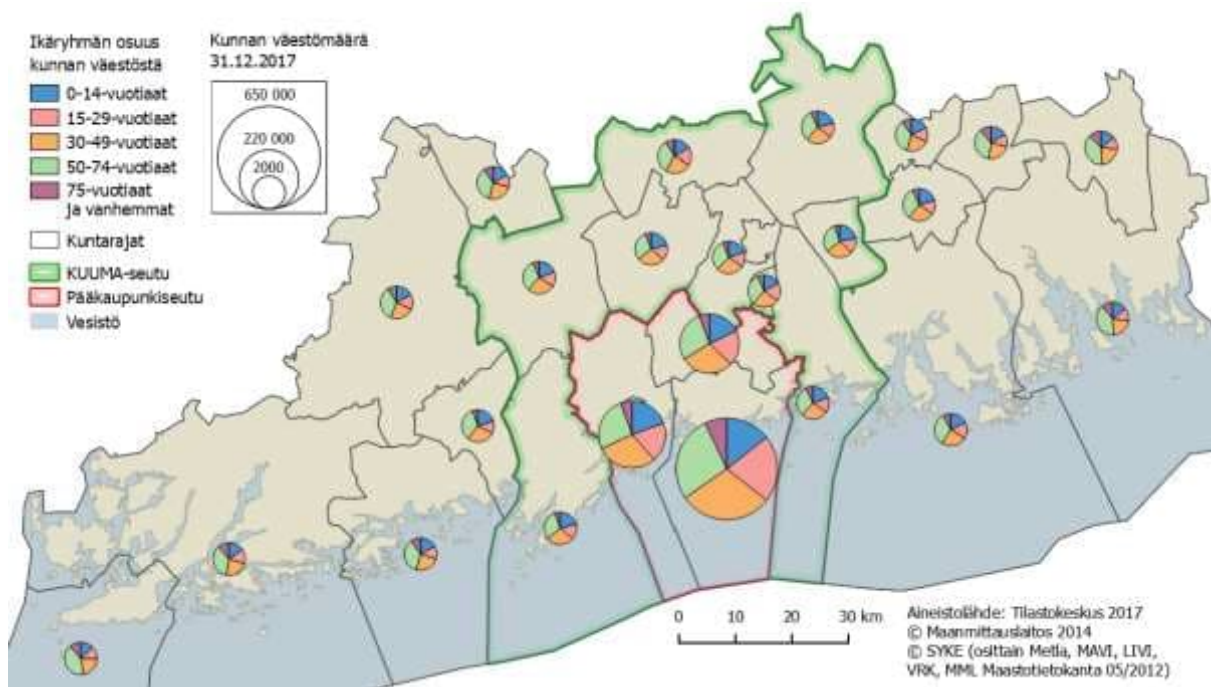 Ikäryhmän osuus
kunnan väestöstä
0-14-vuotiaat
15-29-vuotiaat
30-49-vuotiaat
50-74-vuotiaat
75-vuotiaat
ja vanhemmat
Kuntarajat
KUUMA-seutu
Pääkaupunkiseutu
Vesistö
Kunnan väestömäärä
31.12.2017
650 000
220 000
2000
0 10 20 30 km
Aineistolähde: Tilastokeskus 2017
© Maanmittauslaitos 2014
© SYKE (osittain Metla, MAVI, LIVI,
VRK, MML Maastotietokanta 05/2012)